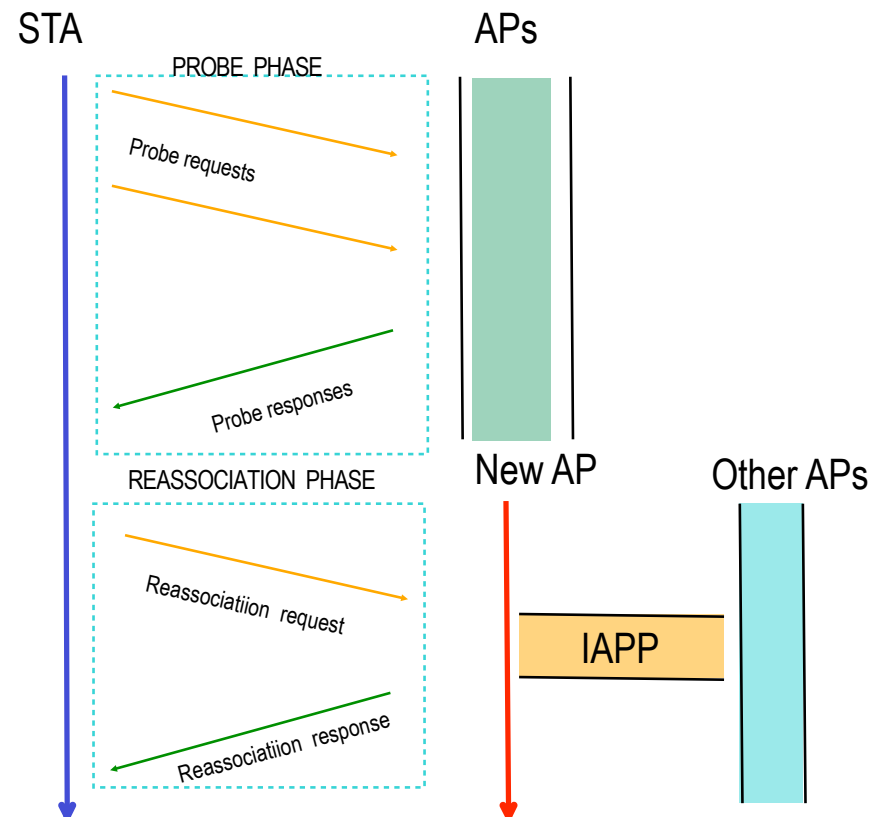 STA
APs
PROBE PHASE
Probe requests
Probe responses
REASSOCIATION PHASE
New AP
Other APs
Reassociatiion request
IAPP
Reassociatiion response